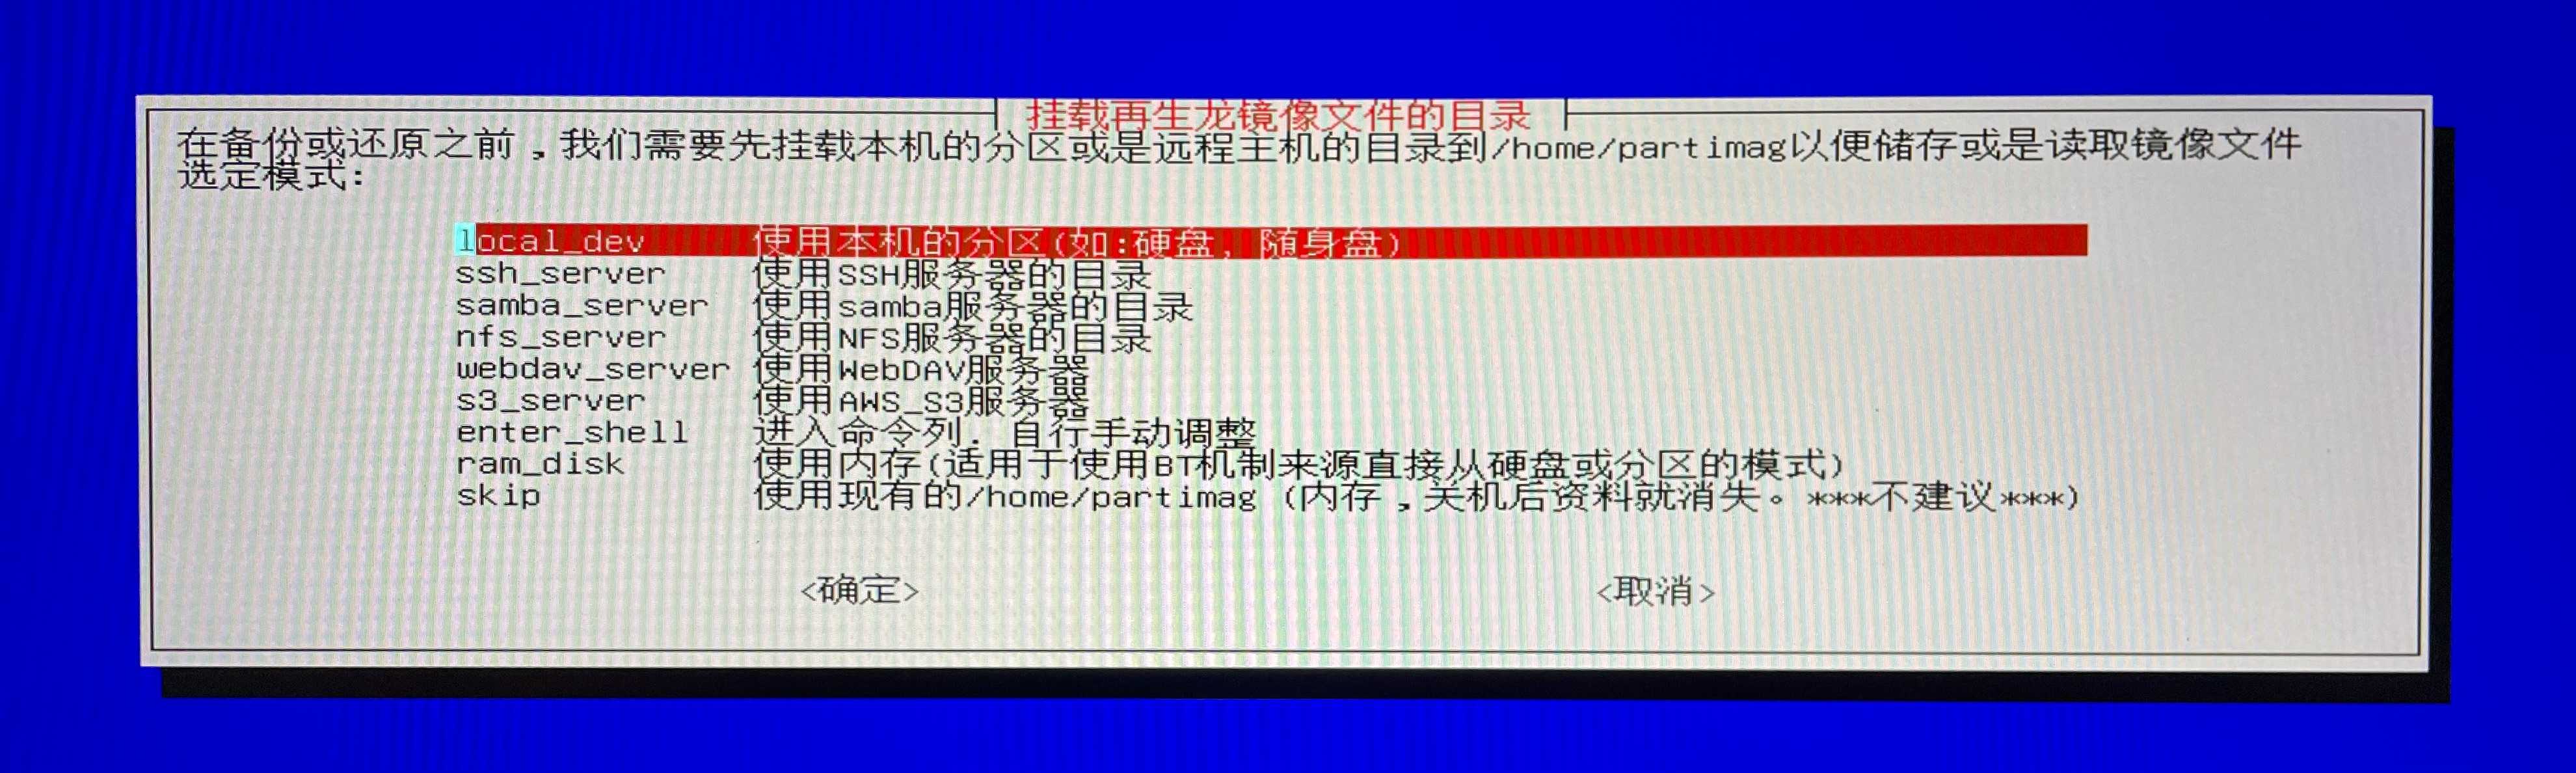 挂载再生龙镜像文件的目录
在备份或还原之前，我们需要先挂载本机的分区或是远程主机的目录到/home/partimag以便储存或是读取镜像文件
选定模式:
local_dev 使用本机的分区(如:硬盘, 随身盘)
ssh_server 使用SSH服务器的目录
samba_server 使用samba服务器的目录
nfs_server 使用NFS服务器的目录
webdav_server 使用WebDAV服务器
s3_server 使用AWS_S3服务器
enter_shell 进入命令列. 自行手动调整
ram_disk 使用内存(适用于使用BT机制来源直接从硬盘或分区的模式)
skip 使用现有的/home/partimag (内存，关机后资料就消失。***不建议***)
<确定> <取消>